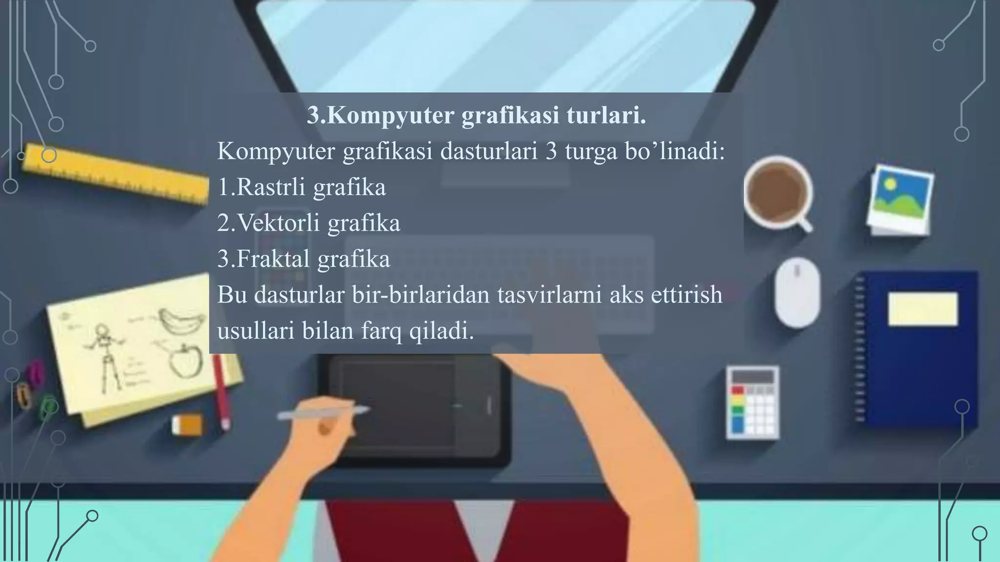 3.Kompyuter grafikasi turlari.
Kompyuter grafikasi dasturlari 3 turga bo’linadi:
1.Rastrli grafika
2.Vektorli grafika
3.Fraktal grafika
Bu dasturlar bir-birlaridan tasvirlarni aks ettirish
usullari bilan farq qiladi.